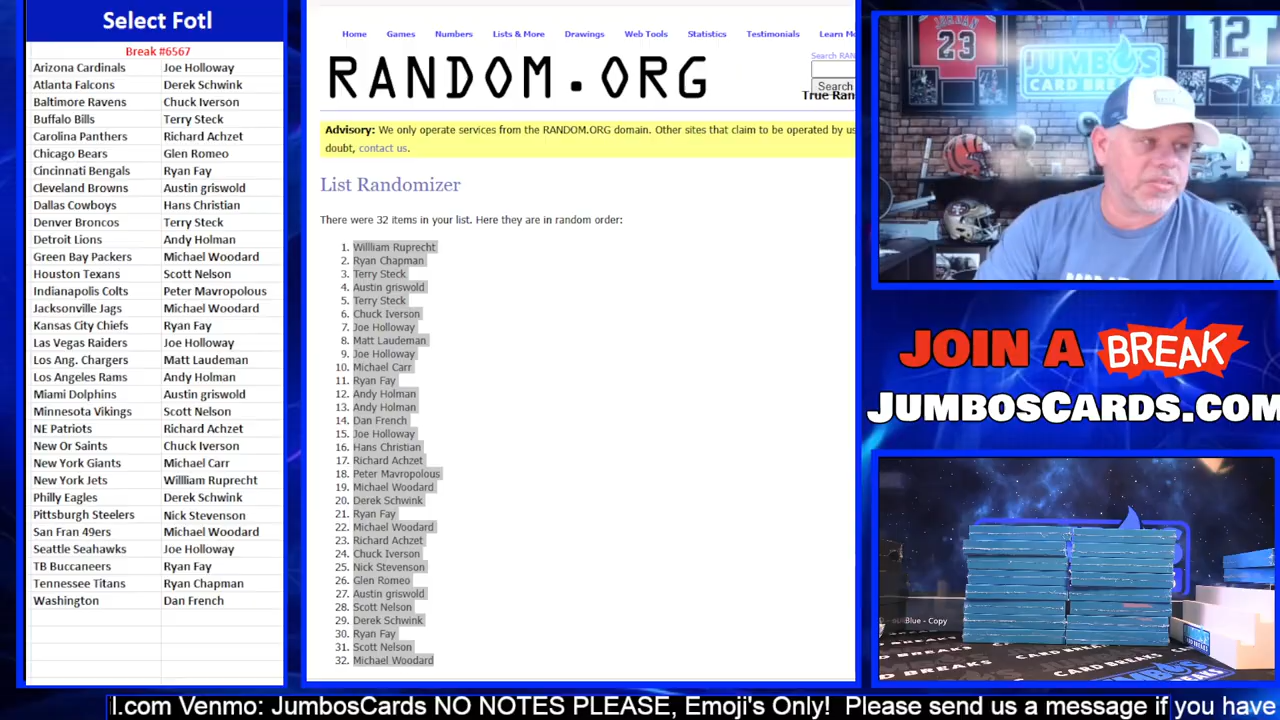 Select Fotl
Break #6567
Arizona Cardinals Joe Holloway
Atlanta Falcons Derek Schwink
Baltimore Ravens Chuck Iverson
Buffalo Bills Terry Steck
Carolina Panthers Richard Achzet
Chicago Bears Glen Romeo
Cincinnati Bengals Ryan Fay
Cleveland Browns Austin griswold
Dallas Cowboys Hans Christian
Denver Broncos Terry Steck
Detroit Lions Andy Holman
Green Bay Packers Michael Woodard
Houston Texans Scott Nelson
Indianapolis Colts Peter Mavropolous
Jacksonville Jags Michael Woodard
Kansas City Chiefs Ryan Fay
Las Vegas Raiders Joe Holloway
Los Ang. Chargers Matt Laudeman
Los Angeles Rams Andy Holman
Miami Dolphins Austin griswold
Minnesota Vikings Scott Nelson
NE Patriots Richard Achzet
New Or Saints Chuck Iverson
New York Giants Michael Carr
New York Jets Willliam Ruprecht
Philly Eagles Derek Schwink
Pittsburgh Steelers Nick Stevenson
San Fran 49ers Michael Woodard
Seattle Seahawks Joe Holloway
TB Buccaneers Ryan Fay
Tennessee Titans Ryan Chapman
Washington Dan French
Home Games Numbers Lists & More Drawings Web Tools Statistics Testimonials Learn Mo
Search RAN
RANDOM.ORG
Search
True Ran
Advisory: We only operate services from the RANDOM.ORG domain. Other sites that claim to be operated by us
doubt, contact us.
List Randomizer
There were 32 items in your list. Here they are in random order:
1. Willliam Ruprecht
2. Ryan Chapman
3. Terry Steck
4. Austin griswold
5. Terry Steck
6. Chuck Iverson
7. Joe Holloway
8. Matt Laudeman
9. Joe Holloway
10. Michael Carr
11. Ryan Fay
12. Andy Holman
13. Andy Holman
14. Dan French
15. Joe Holloway
16. Hans Christian
17. Richard Achzet
18. Peter Mavropolous
19. Michael Woodard
20. Derek Schwink
21. Ryan Fay
22. Michael Woodard
23. Richard Achzet
24. Chuck Iverson
25. Nick Stevenson
26. Glen Romeo
27. Austin griswold
28. Scott Nelson
29. Derek Schwink
30. Ryan Fay
31. Scott Nelson
32. Michael Woodard
JORDAN
23
12
JUMBOS
CARD BREAKS
JOIN A BREAK
JUMBOSCARDS.COM
Blue - Copy
l.com Venmo: JumbosCards NO NOTES PLEASE, Emoji's Only! Please send us a message if you have